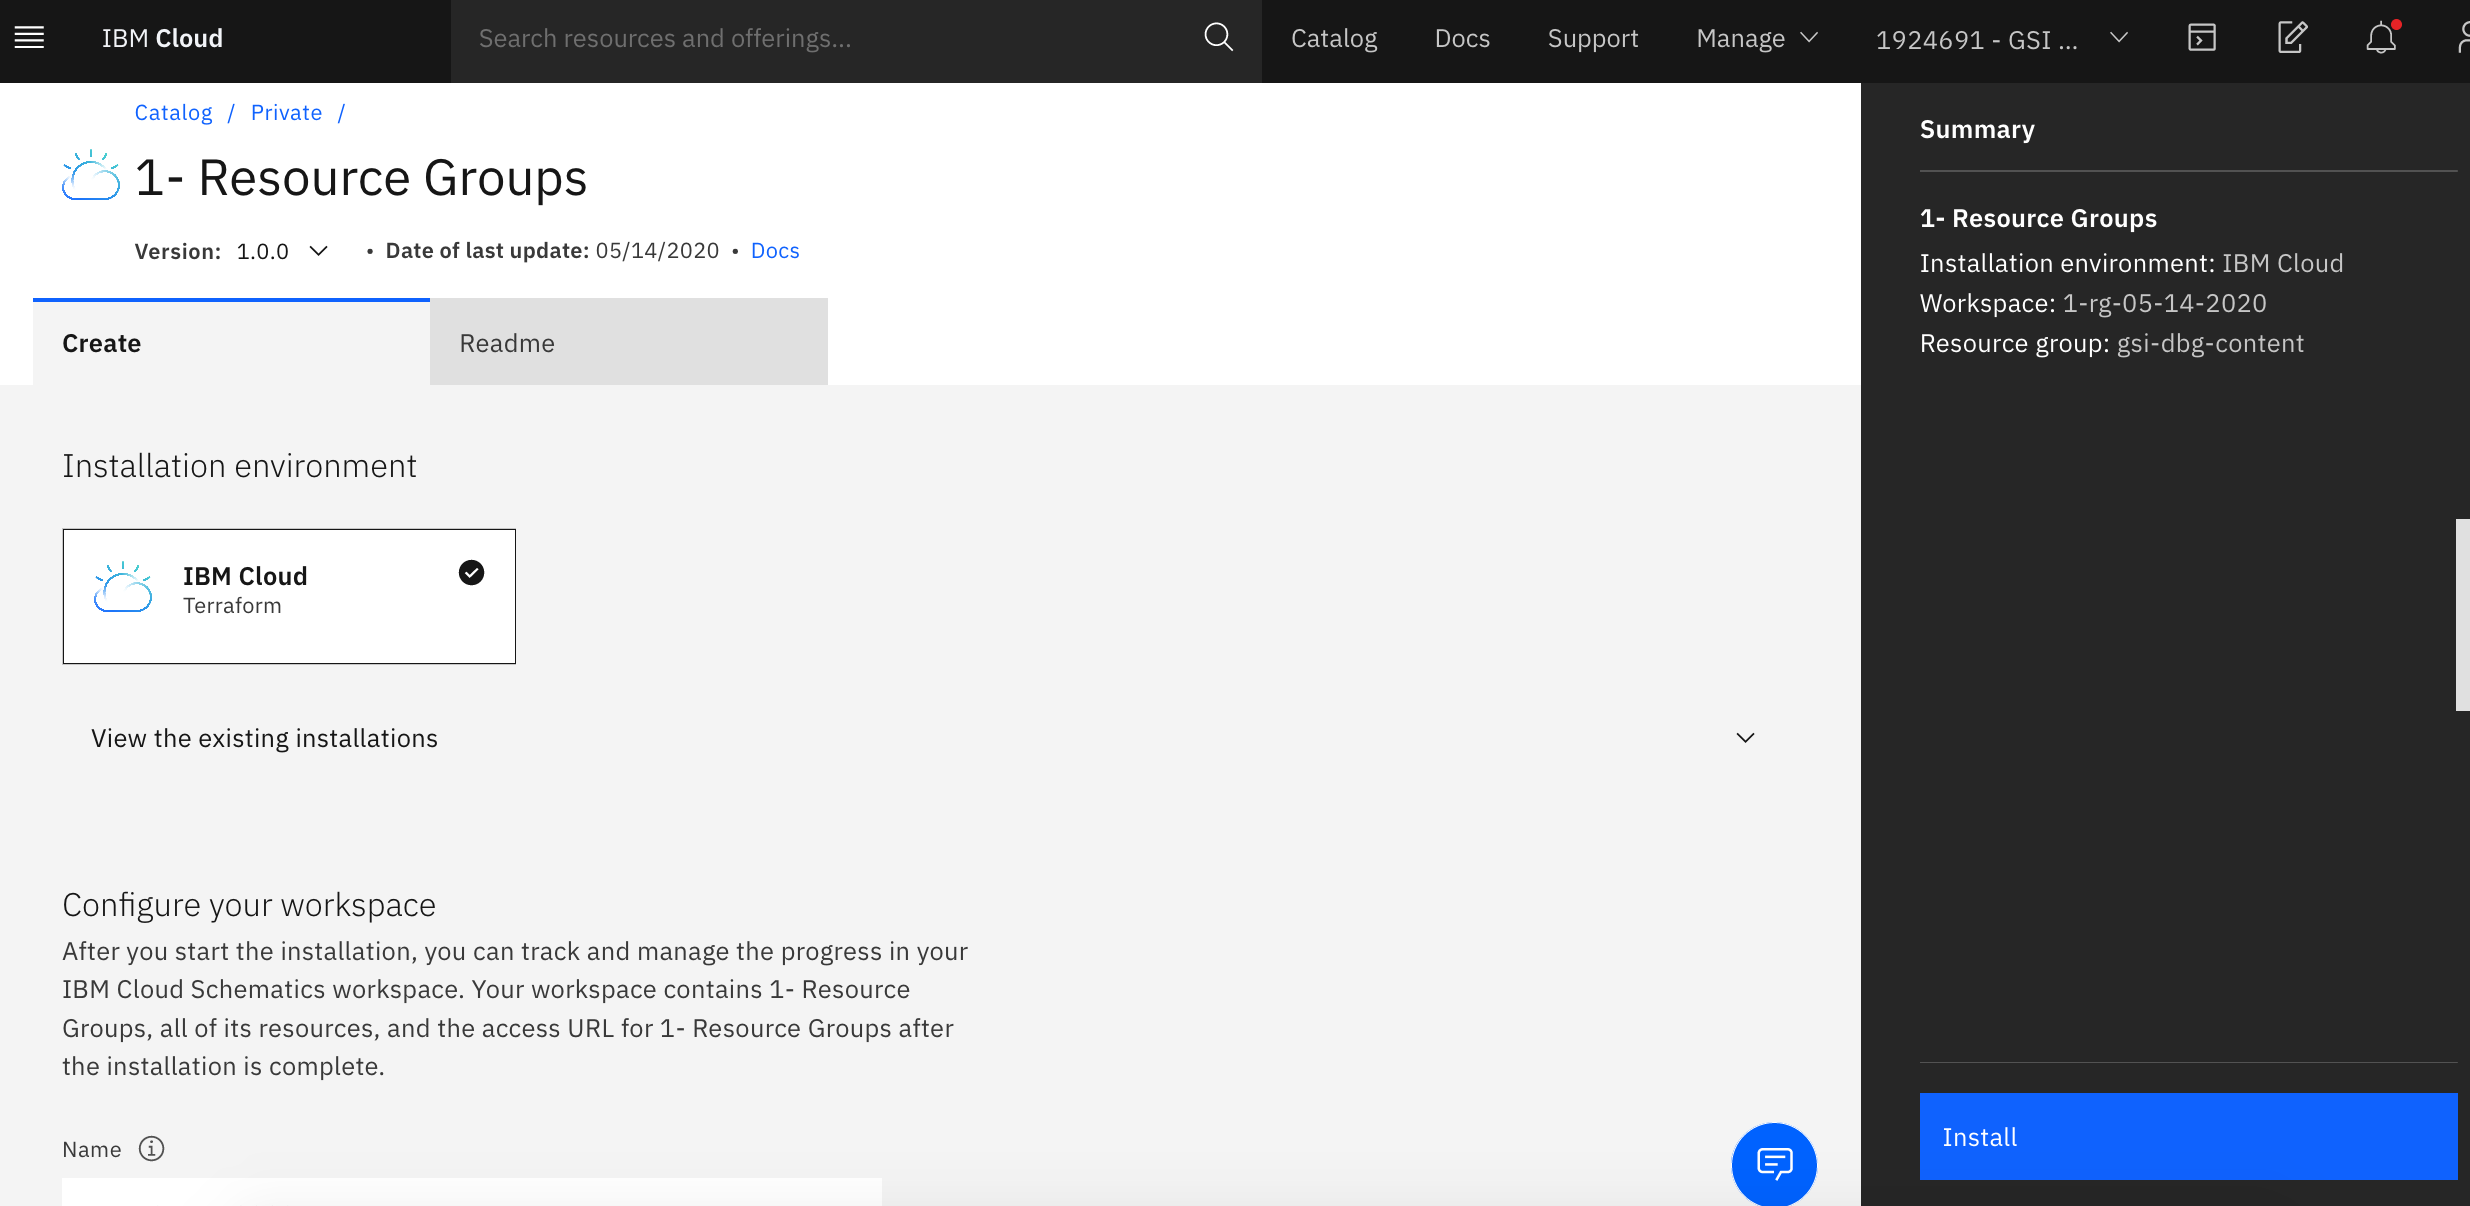 IBM Cloud
Search resources and offerings...
Catalog
Docs
Support
Manage
1924691 - GSI ...
Catalog / Private /
1- Resource Groups
Version: 1.0.0 • Date of last update: 05/14/2020 • Docs
Create
Readme
Installation environment
IBM Cloud
Terraform
View the existing installations
Configure your workspace
After you start the installation, you can track and manage the progress in your
IBM Cloud Schematics workspace. Your workspace contains 1- Resource
Groups, all of its resources, and the access URL for 1- Resource Groups after
the installation is complete.
Name
Summary
1- Resource Groups
Installation environment: IBM Cloud
Workspace: 1-rg-05-14-2020
Resource group: gsi-dbg-content
Install